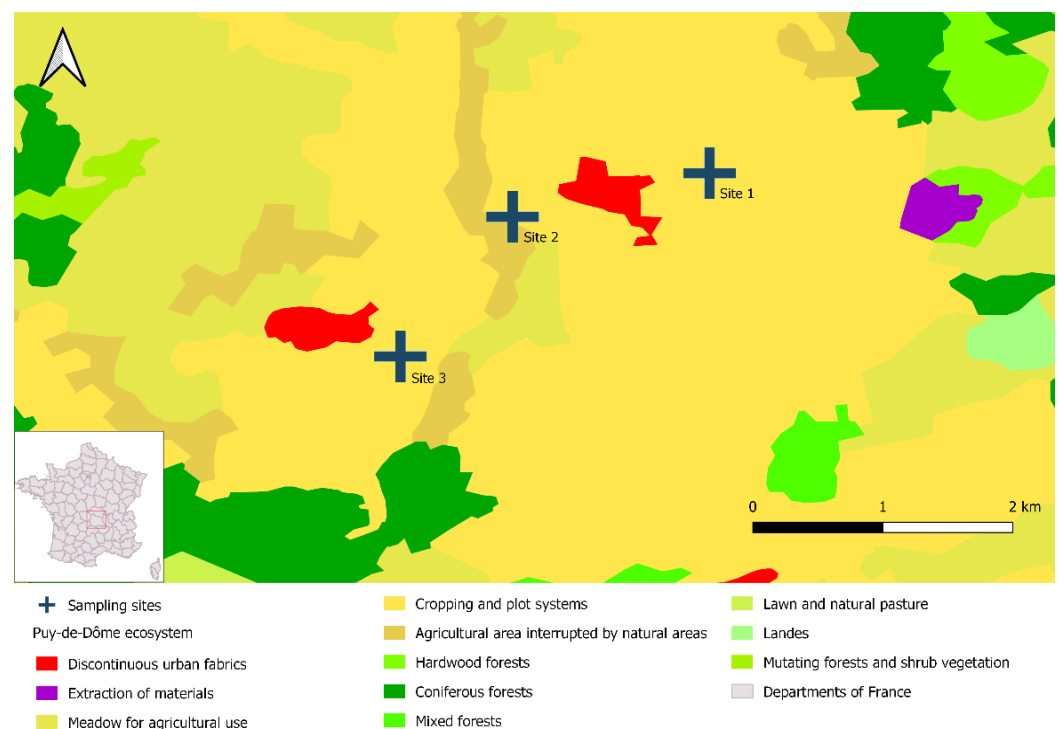 Site 1
Site 2
Site 3
0 1 2 km
Sampling sites
Puy-de-Dôme ecosystem
Discontinuous urban fabrics
Extraction of materials
Meadow for agricultural use
Cropping and plot systems
Agricultural area interrupted by natural areas
Hardwood forests
Coniferous forests
Mixed forests
Lawn and natural pasture
Landes
Mutating forests and shrub vegetation
Departments of France